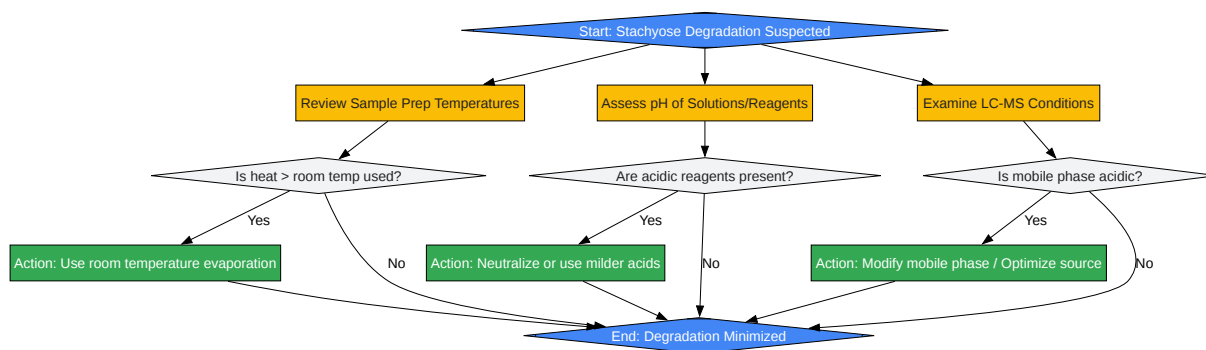 Start: Stachyose Degradation Suspected
Review Sample Prep Temperatures
Assess pH of Solutions/Reagents
Examine LC-MS Conditions
Is heat > room temp used?
Are acidic reagents present?
Is mobile phase acidic?
Yes
Yes
Yes
Action: Use room temperature evaporation
No
Action: Neutralize or use milder acids
No
Action: Modify mobile phase / Optimize source
No
End: Degradation Minimized